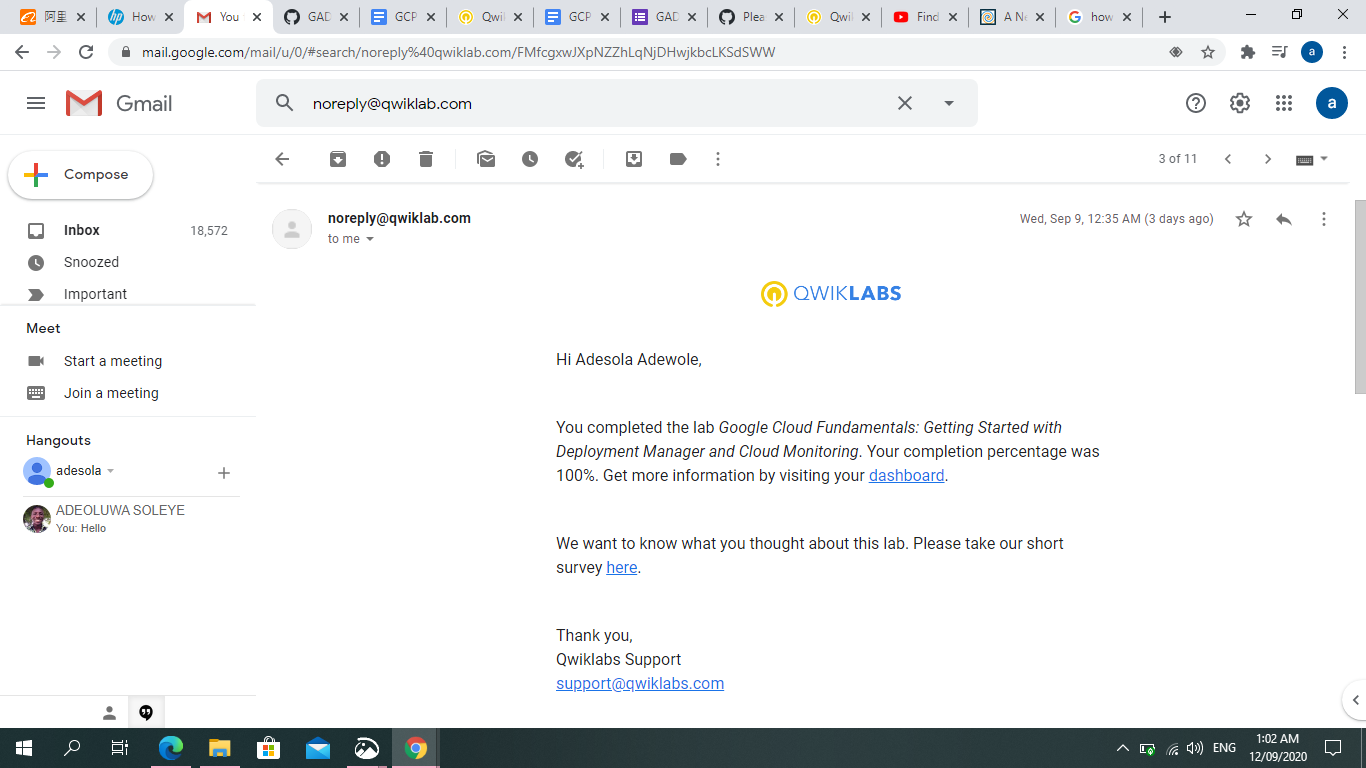 阿里
How
You
GAD
GCP
Qwi
GCP
GAD
Plea
Qwik
Find
A Ne
how
mail.google.com/mail/u/0/#search/noreply%40qwiklab.com/FMfcgxwJXpNZZhLqNjDHwjkbcLKSdSWW
a
Gmail
noreply@qwiklab.com
a
Compose
3 of 11
Inbox 18,572
Snoozed
Important
Meet
Start a meeting
Join a meeting
Hangouts
adesola
ADEOLUWA SOLEYE
You: Hello
noreply@qwiklab.com
Wed, Sep 9, 12:35 AM (3 days ago)
to me
QWIKLABS
Hi Adesola Adewole,
You completed the lab Google Cloud Fundamentals: Getting Started with
Deployment Manager and Cloud Monitoring. Your completion percentage was
100%. Get more information by visiting your dashboard.
We want to know what you thought about this lab. Please take our short
survey here.
Thank you,
Qwiklabs Support
support@qwiklabs.com
ENG
1:02 AM
12/09/2020